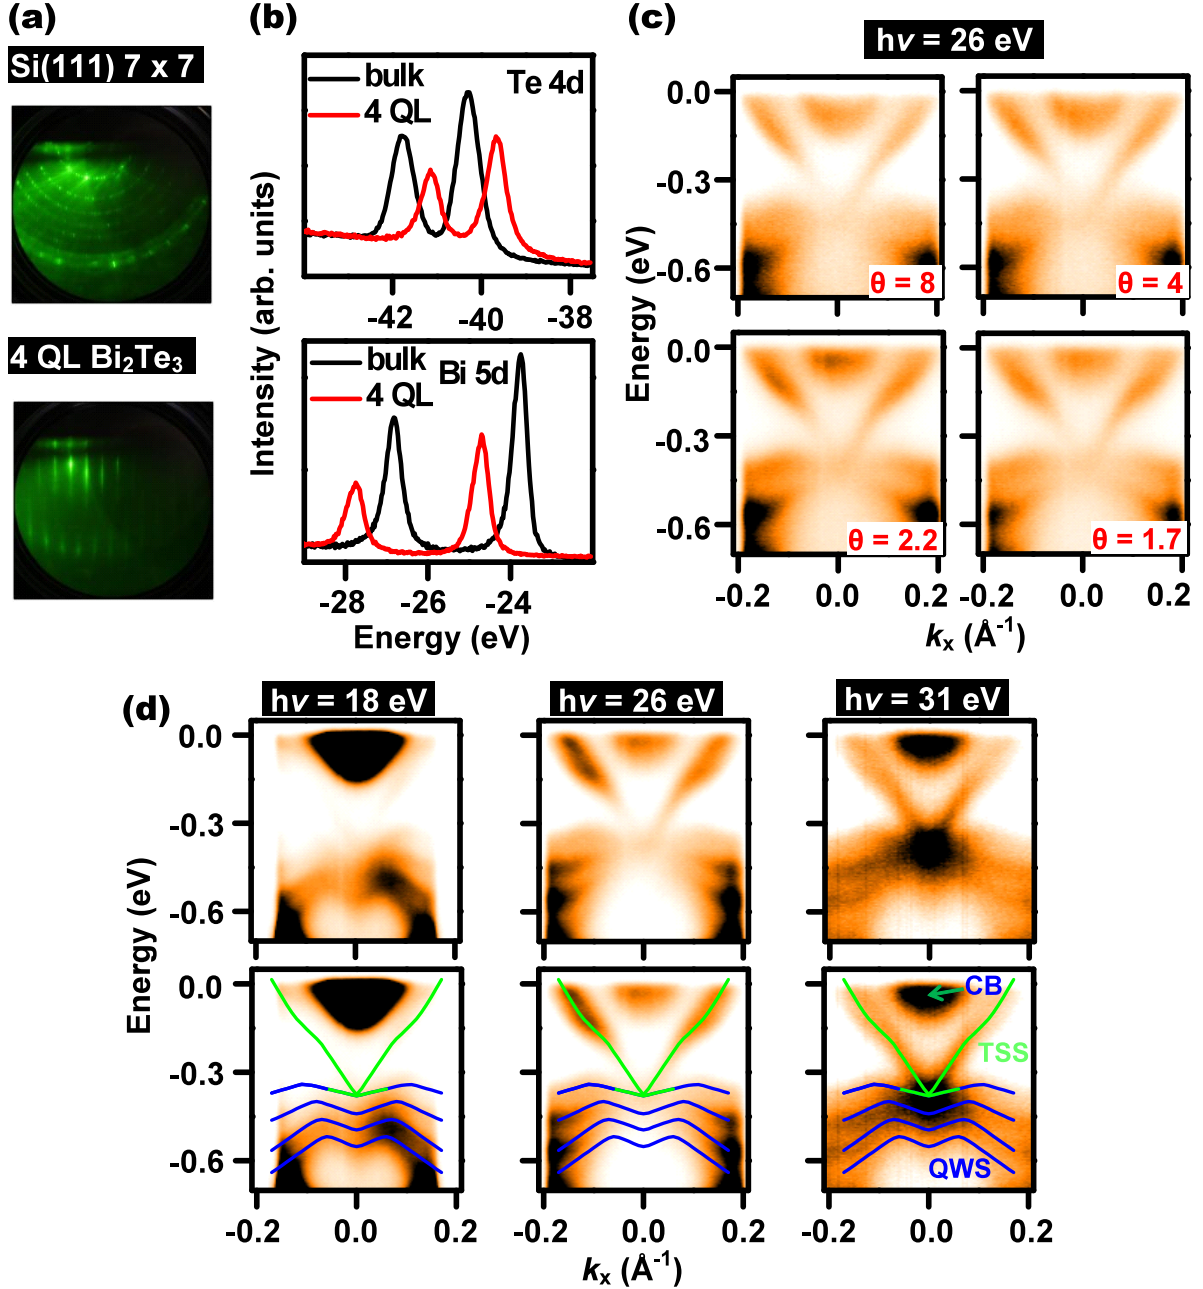 (a)
Si(111) 7 x 7
4 QL Bi₂Te₃
(b)
bulk
4 QL
Te 4d
-42 -40 -38
bulk
4 QL
Bi 5d
-28 -26 -24
Energy (eV)
Intensity (arb. units)
(c)
hν = 26 eV
0.0
-0.3
-0.6
θ = 8
θ = 4
0.0
-0.3
-0.6
θ = 2.2
θ = 1.7
Energy (eV)
-0.2 0.0 0.2
-0.2 0.0 0.2
kₓ (Å⁻¹)
(d)
hν = 18 eV
hν = 26 eV
hν = 31 eV
0.0
-0.3
-0.6
0.0
-0.3
-0.6
Energy (eV)
CB
TSS
QWS
-0.2 0.0 0.2
-0.2 0.0 0.2
-0.2 0.0 0.2
kₓ (Å⁻¹)